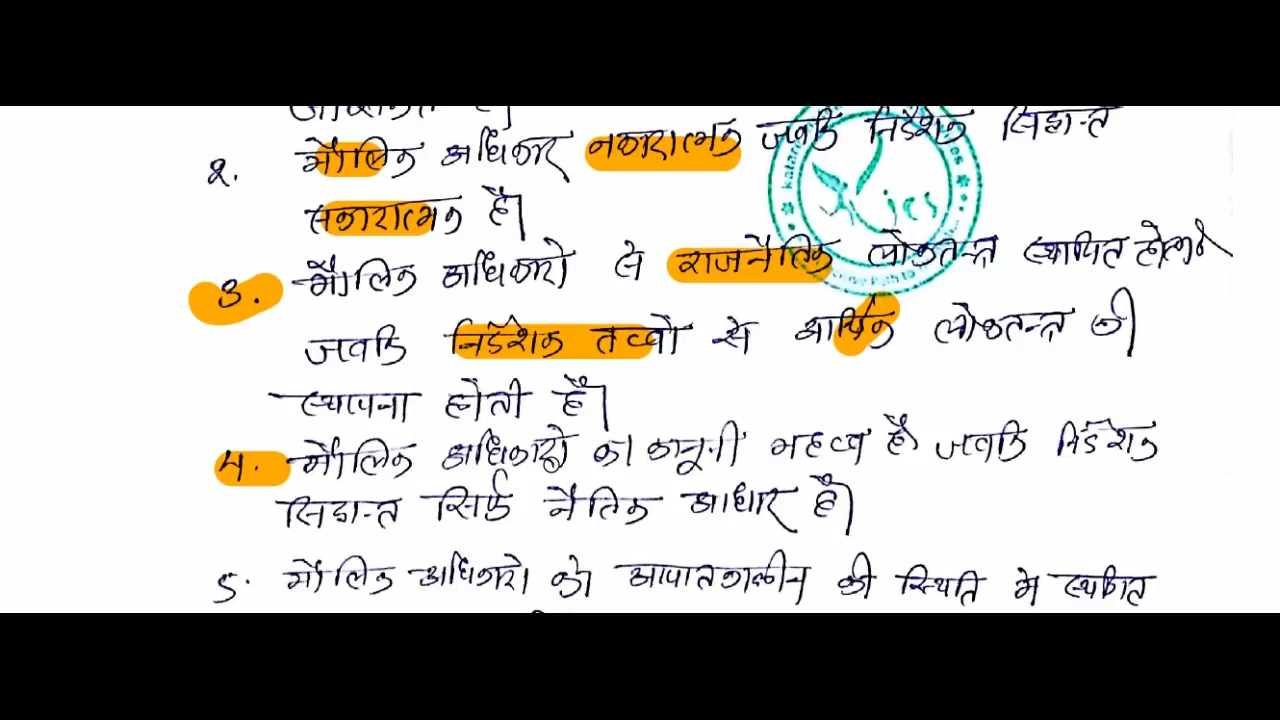 2. मौलिक अधिकार नकारात्मक जबकि निर्देशक सिद्धान्त
सकारात्मक है।
3. मौलिक अधिकारो से राजनैतिक लोकतन्त्र स्थापित होता है
जबकि निर्देशक तत्वो से आर्थिक लोकतन्त्र की
स्थापना होती है।
4. मौलिक अधिकारो का कानूनी महत्व है जबकि निर्देशक
सिद्धान्त सिर्फ नैतिक आधार है।
5. मौलिक अधिकारो को आपातकालीन की स्थिति मे स्थगित